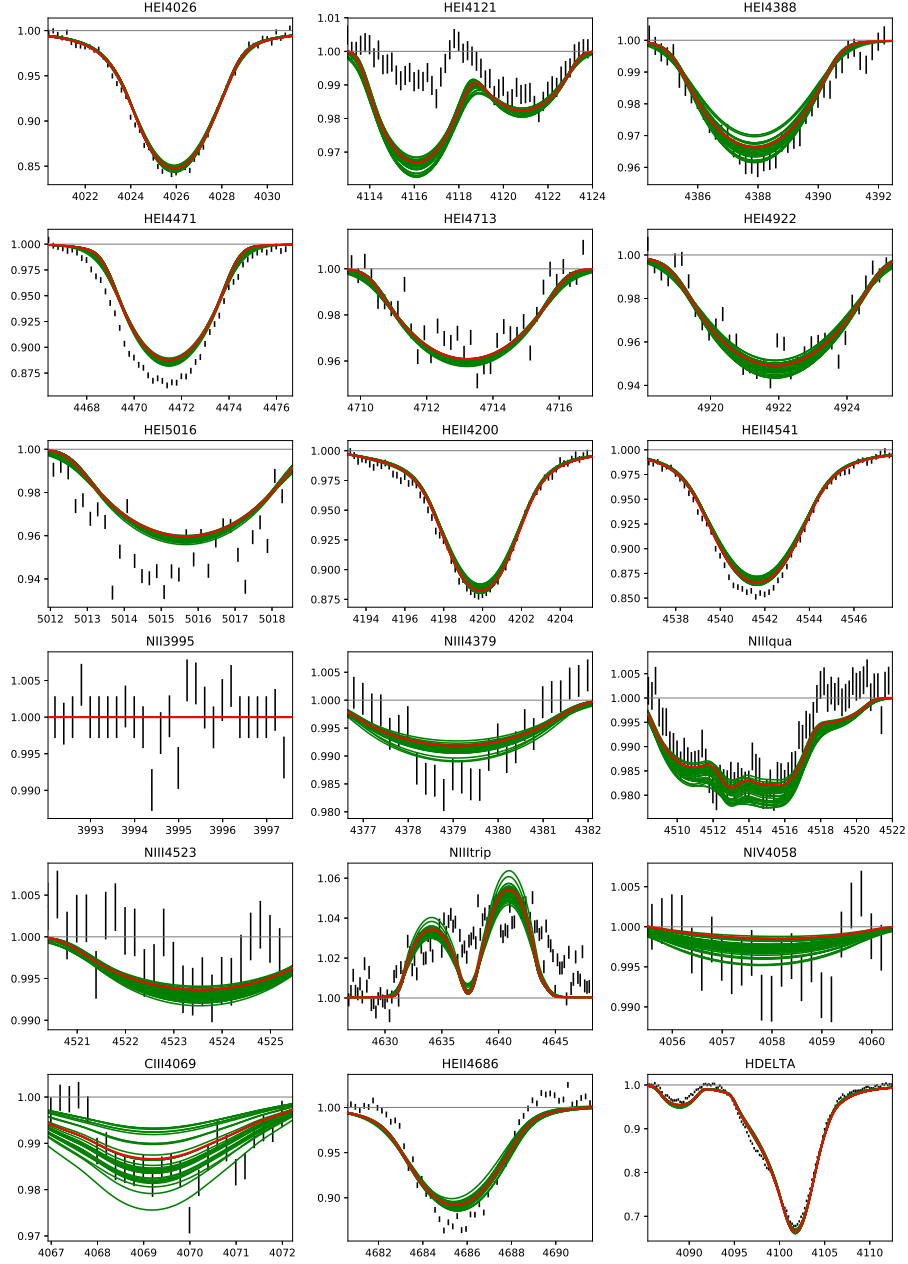 HEI4026 HEI4121 HEI4388
1.00 0.95 0.90 0.85
4022 4024 4026 4028 4030
1.01 1.00 0.99 0.98 0.97
4114 4116 4118 4120 4122 4124
1.00 0.99 0.98 0.97 0.96
4386 4388 4390 4392
HEI4471 HEI4713 HEI4922
1.000 0.975 0.950 0.925 0.900 0.875
4468 4470 4472 4474 4476
1.00 0.98 0.96
4710 4712 4714 4716
1.00 0.98 0.96 0.94
4920 4922 4924
HEI5016 HEII4200 HEII4541
1.00 0.98 0.96 0.94
5012 5013 5014 5015 5016 5017 5018
1.000 0.975 0.950 0.925 0.900 0.875
4194 4196 4198 4200 4202 4204
1.000 0.975 0.950 0.925 0.900 0.875 0.850
4538 4540 4542 4544 4546
NII3995 NIII4379 NIIIqua
1.005 1.000 0.995 0.990
3993 3994 3995 3996 3997
1.005 1.000 0.995 0.990 0.985 0.980
4377 4378 4379 4380 4381 4382
1.005 1.000 0.995 0.990 0.985 0.980
4510 4512 4514 4516 4518 4520 4522
NIII4523 NIIItrip NIV4058
1.005 1.000 0.995 0.990
4521 4522 4523 4524 4525
1.06 1.04 1.02 1.00
4630 4635 4640 4645
1.005 1.000 0.995 0.990
4056 4057 4058 4059 4060
CIII4069 HEII4686 HDELTA
1.00 0.99 0.98 0.97
4067 4068 4069 4070 4071 4072
1.00 0.95 0.90
4682 4684 4686 4688 4690
1.0 0.9 0.8 0.7
4090 4095 4100 4105 4110